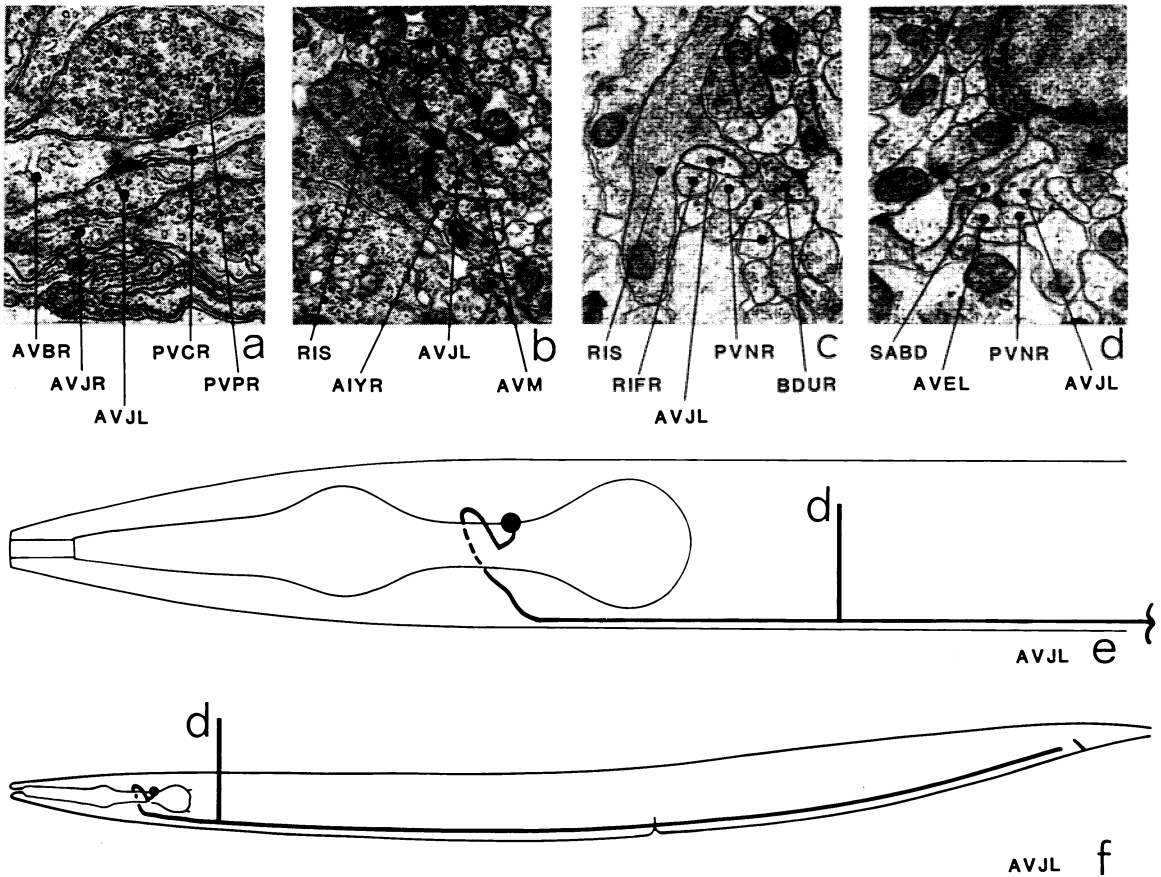 AVBR PVCR a
AVJR PVPR
AVJL
RIS AVJL b
AIYR AVM
RIS PVNR c
RIFR BDUR
AVJL
SABD PVNR d
AVEL AVJL
d
AVJL e
d
AVJL f